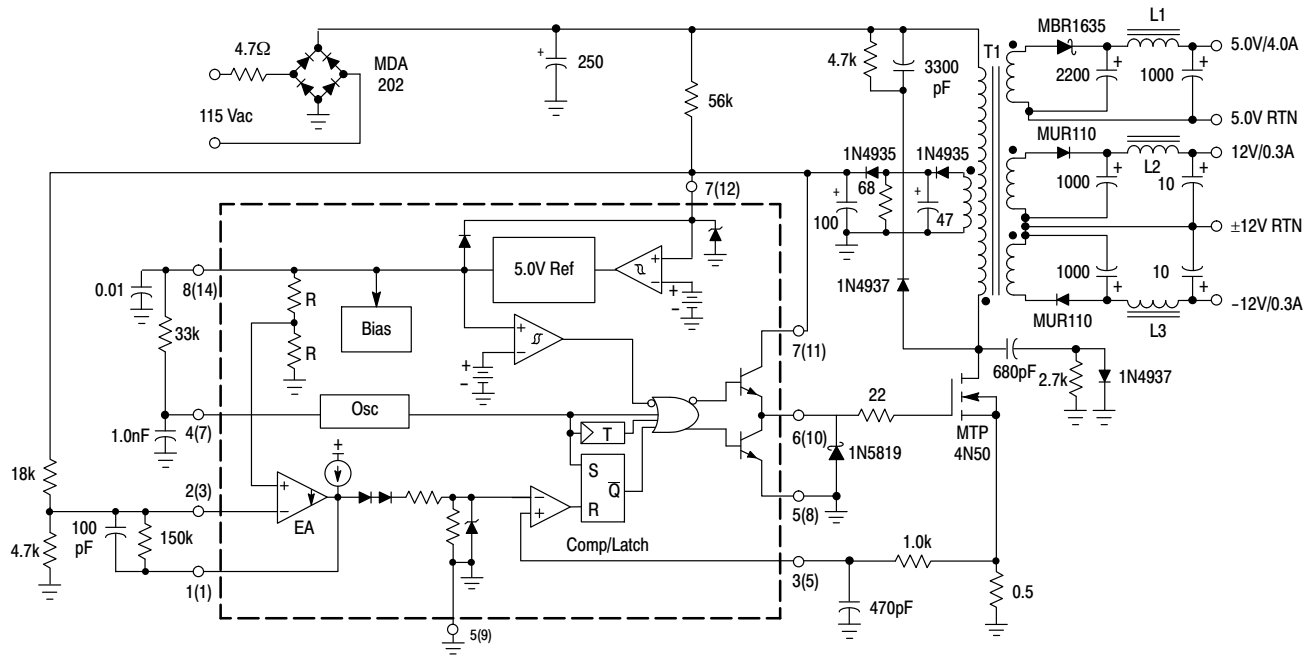 4.7Ω
MDA
202
115 Vac
+
250
56k
4.7k
3300
pF
T1
MBR1635
L1
5.0V/4.0A
+
2200
+
1000
5.0V RTN
MUR110
12V/0.3A
L2
+
1000
+
10
±12V RTN
+
1000
+
10
MUR110
-12V/0.3A
L3
1N4935
1N4935
68
+
100
+
47
7(12)
1N4937
0.01
8(14)
33k
R
R
Bias
5.0V Ref
+
−
+
−
+
−
+
−
7(11)
680pF
2.7k
1N4937
Osc
4(7)
1.0nF
T
22
6(10)
MTP
4N50
1N5819
18k
2(3)
+
+
−
EA
S
Q
R
−
+
Comp/Latch
5(8)
100
pF
150k
4.7k
1(1)
1.0k
3(5)
0.5
470pF
5(9)